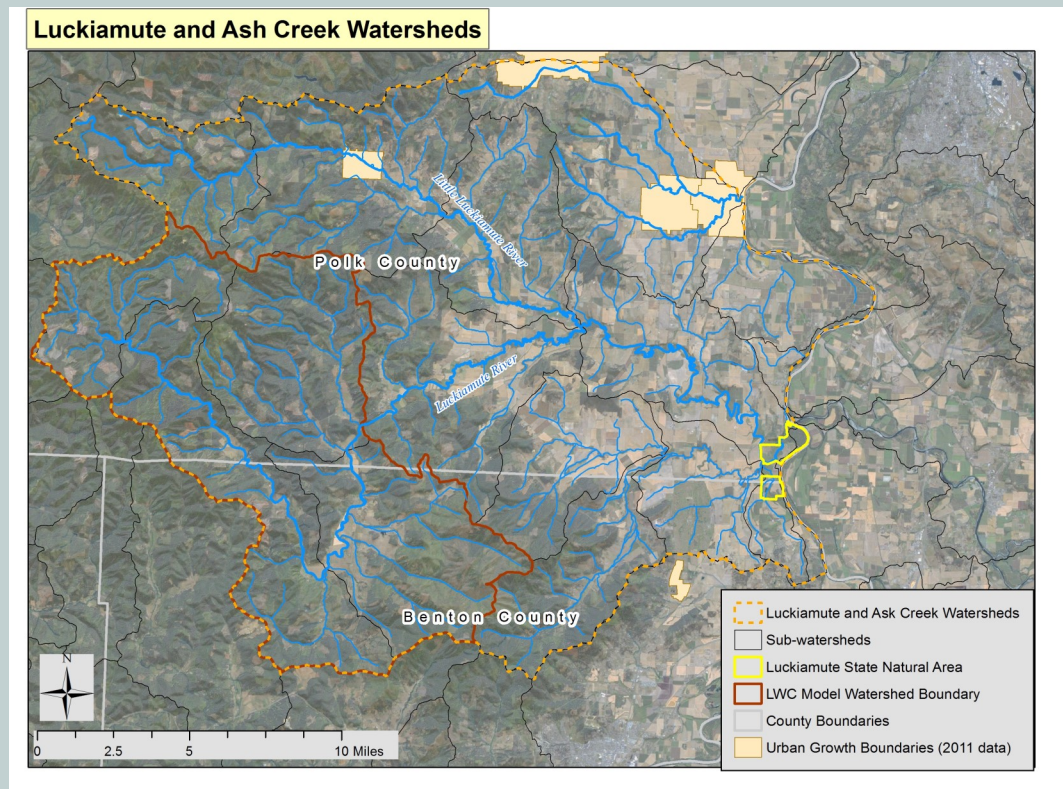 Luckiamute and Ash Creek Watersheds
Little Luckiamute River
Polk County
Luckiamute River
Benton County
N
0 2.5 5 10 Miles
Luckiamute and Ask Creek Watersheds
Sub-watersheds
Luckiamute State Natural Area
LWC Model Watershed Boundary
County Boundaries
Urban Growth Boundaries (2011 data)